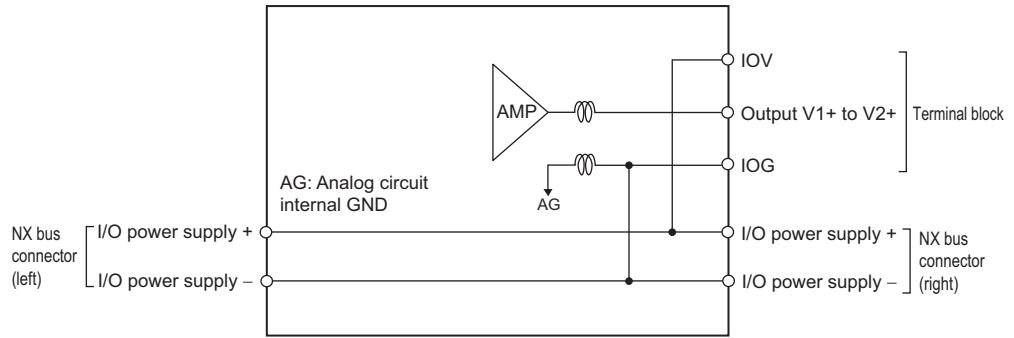 IOV
AMP
Output V1+ to V2+
Terminal block
IOG
AG: Analog circuit
internal GND
AG
NX bus
connector
(left)
I/O power supply +
I/O power supply –
I/O power supply +
I/O power supply –
NX bus
connector
(right)